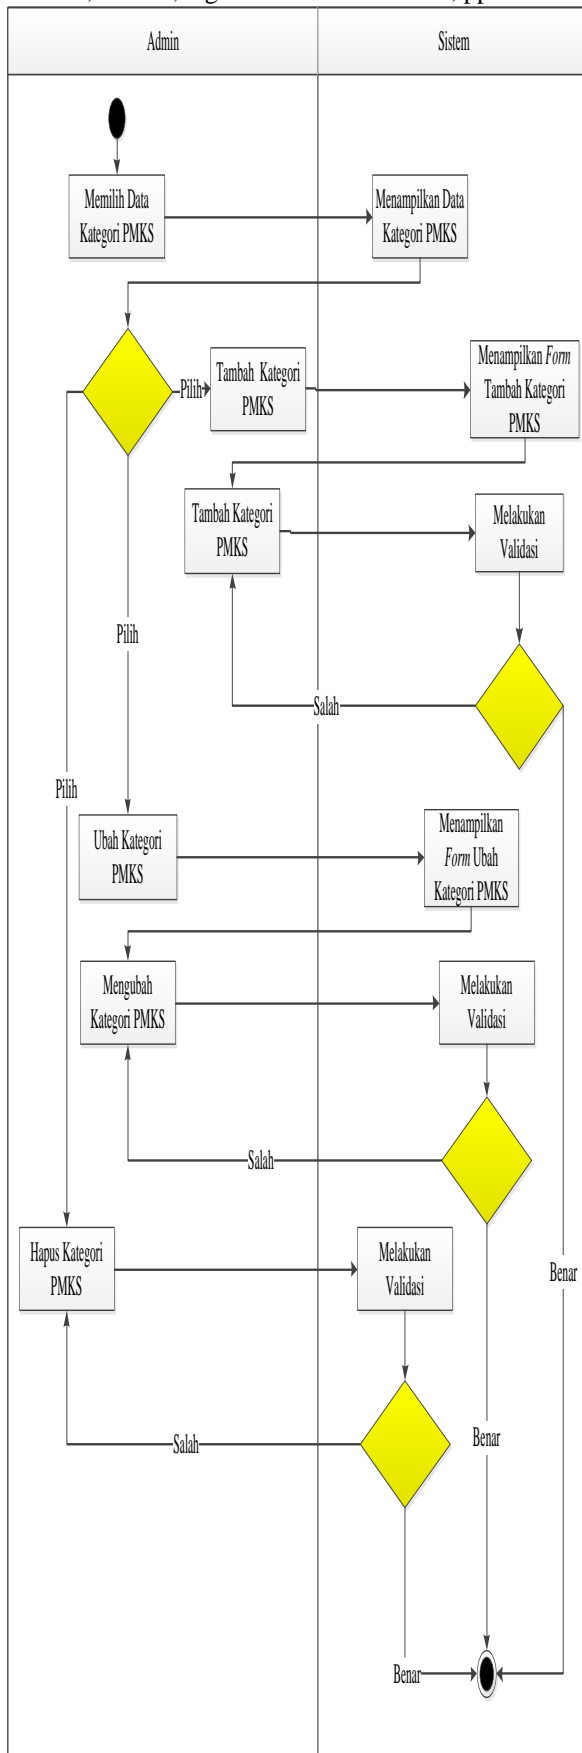 Admin
Sistem
Memilih Data
Kategori PMKS
Menampilkan Data
Kategori PMKS
Pilih
Tambah Kategori
PMKS
Menampilkan Form
Tambah Kategori
PMKS
Tambah Kategori
PMKS
Melakukan
Validasi
Pilih
Salah
Pilih
Ubah Kategori
PMKS
Menampilkan
Form Ubah
Kategori PMKS
Mengubah
Kategori PMKS
Melakukan
Validasi
Salah
Hapus Kategori
PMKS
Melakukan
Validasi
Benar
Salah
Benar
Benar